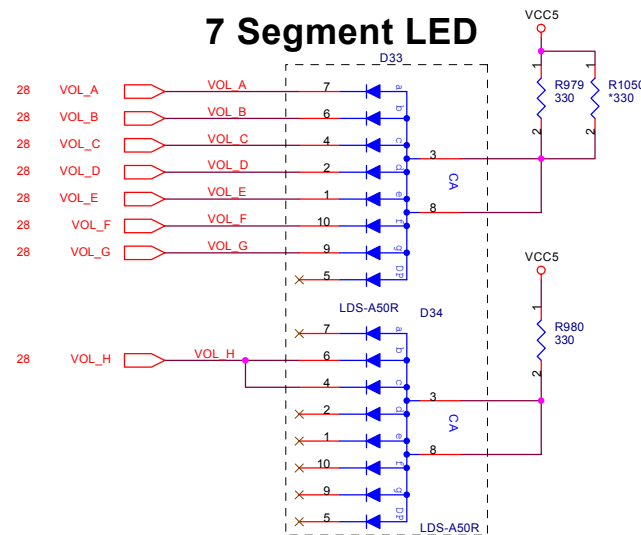 7 Segment LED
VCC5
D33
1 1
R979 R1050
330 *330
2 2
28 VOL_A VOL_A 7 a
28 VOL_B VOL_B 6 b
28 VOL_C VOL_C 4 c
28 VOL_D VOL_D 2 d 3
CA
28 VOL_E VOL_E 1 e 8
28 VOL_F VOL_F 10 f
28 VOL_G VOL_G 9 g
5 DP
VCC5
LDS-A50R D34
7 a
1
R980
330
2
28 VOL_H VOL_H 6 b
4 c
2 d 3
CA
1 e 8
10 f
9 g
5 DP
LDS-A50R